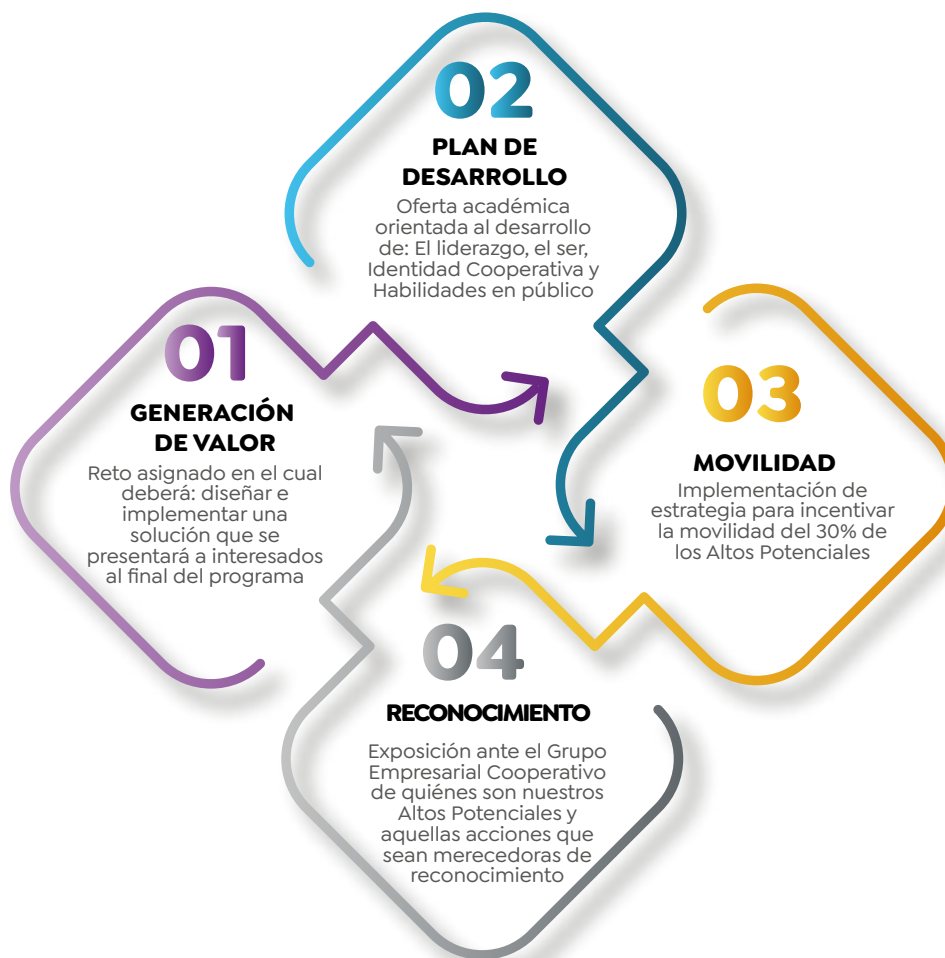 01
GENERACIÓN
DE VALOR
Reto asignado en el cual
deberá: diseñar e
implementar una
solución que se
presentará a interesados
al final del programa
02
PLAN DE
DESARROLLO
Oferta académica
orientada al desarrollo
de: El liderazgo, el ser,
Identidad Cooperativa y
Habilidades en público
03
MOVILIDAD
Implementación de
estrategia para incentivar
la movilidad del 30% de
los Altos Potenciales
04
RECONOCIMIENTO
Exposición ante el Grupo
Empresarial Cooperativo
de quiénes son nuestros
Altos Potenciales y
aquellas acciones que
sean merecedoras de
reconocimiento